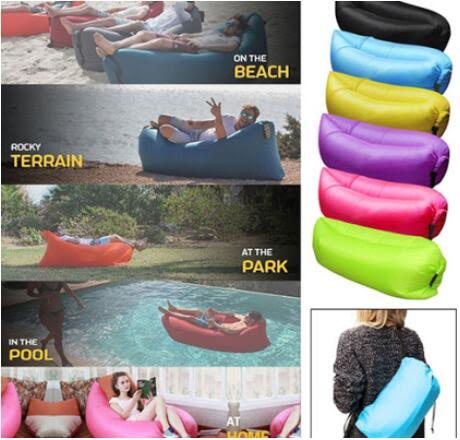 ON THE
BEACH
ROCKY
TERRAIN
AT THE
PARK
IN THE
POOL
AT
HOME